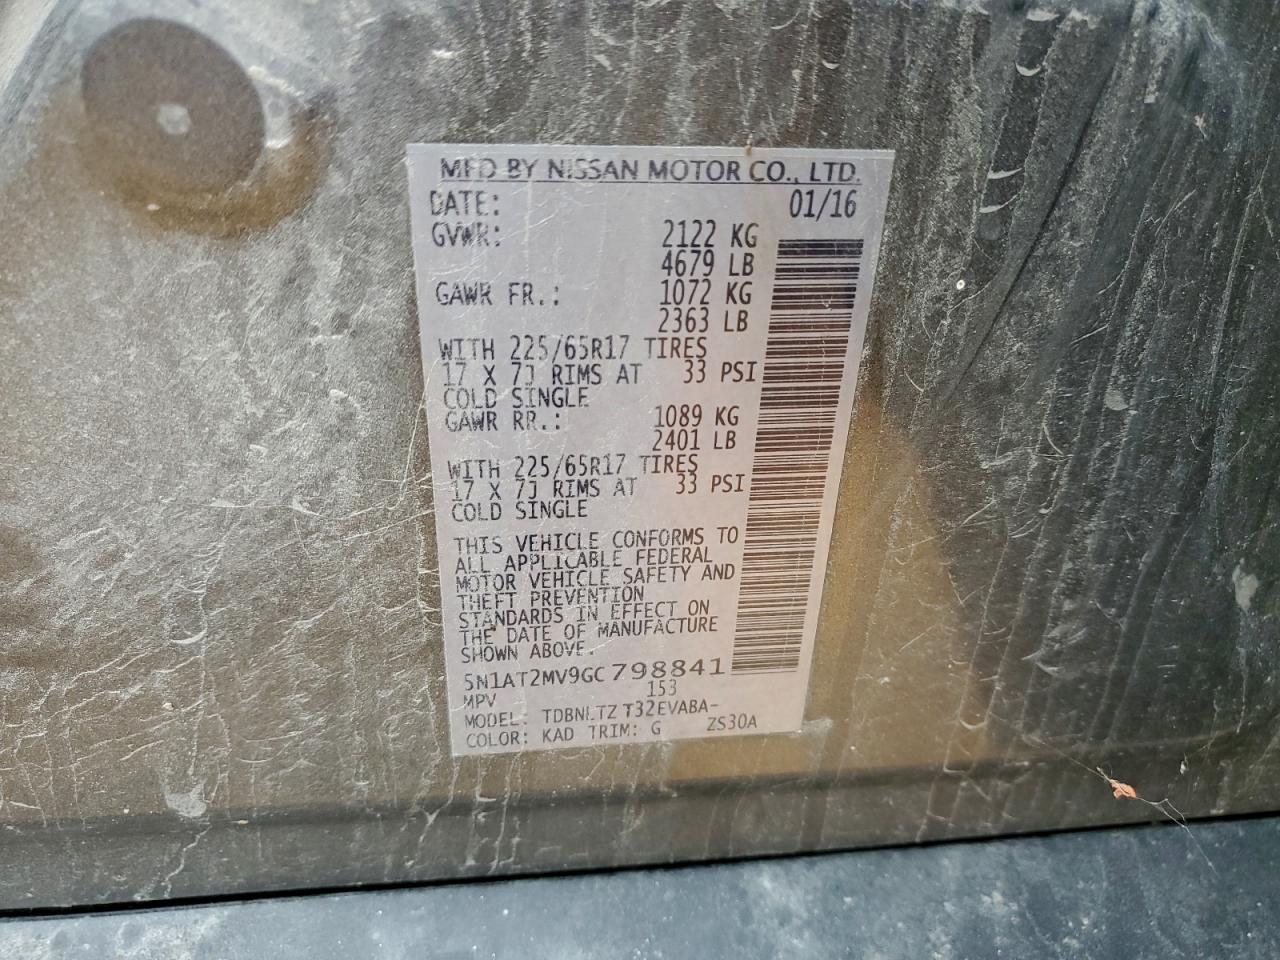 MFD BY NISSAN MOTOR CO., LTD.
DATE: 01/16
GVWR: 2122 KG
4679 LB
GAWR FR.: 1072 KG
2363 LB
WITH 225/65R17 TIRES
17 X 7J RIMS AT 33 PSI
COLD SINGLE
GAWR RR.: 1089 KG
2401 LB
WITH 225/65R17 TIRES
17 X 7J RIMS AT 33 PSI
COLD SINGLE
THIS VEHICLE CONFORMS TO
ALL APPLICABLE FEDERAL
MOTOR VEHICLE SAFETY AND
THEFT PREVENTION
STANDARDS IN EFFECT ON
THE DATE OF MANUFACTURE
SHOWN ABOVE.
5N1AT2MV9GC798841
MPV 153
MODEL: TDBNLTZ T32EVABA-
COLOR: KAD TRIM: G ZS30A